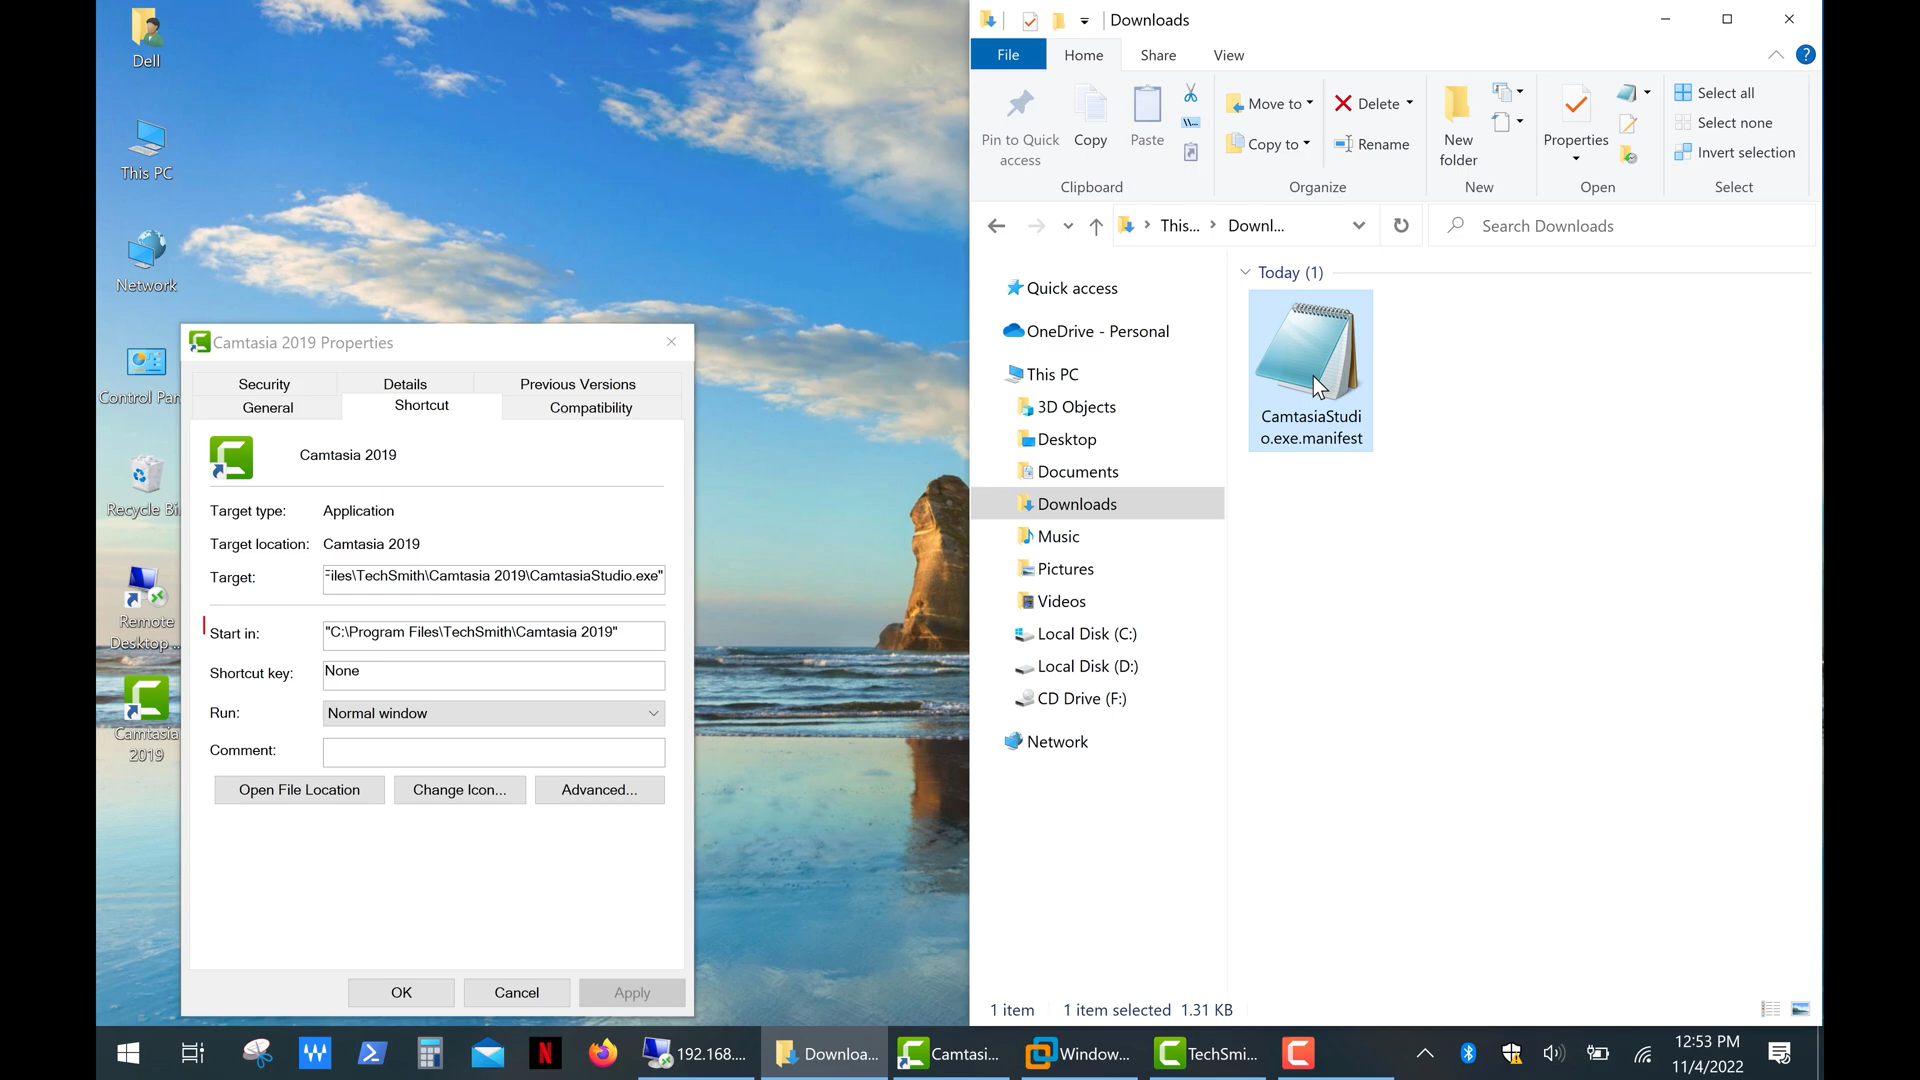 Dell
This PC
Network
Control Pan
Recycle Bi
Remote
Desktop ...
Camtasia
2019
Camtasia 2019 Properties
Security
Details
Previous Versions
General
Shortcut
Compatibility
Camtasia 2019
Target type:
Application
Target location:
Camtasia 2019
Target:
Files\TechSmith\Camtasia 2019\CamtasiaStudio.exe"
Start in:
"C:\Program Files\TechSmith\Camtasia 2019"
Shortcut key:
None
Run:
Normal window
Comment:
Open File Location
Change Icon...
Advanced...
OK
Cancel
Apply
Downloads
File
Home
Share
View
Pin to Quick
access
Copy
Paste
Clipboard
Move to
Copy to
Delete
Rename
Organize
New
folder
New
Properties
Open
Select all
Select none
Invert selection
Select
This...
Downl...
Search Downloads
Quick access
OneDrive - Personal
This PC
3D Objects
Desktop
Documents
Downloads
Music
Pictures
Videos
Local Disk (C:)
Local Disk (D:)
CD Drive (F:)
Network
Today (1)
CamtasiaStudi
o.exe.manifest
1 item
1 item selected 1.31 KB
192.168....
Downloa...
Camtasi...
Window...
TechSmi...
12:53 PM
11/4/2022